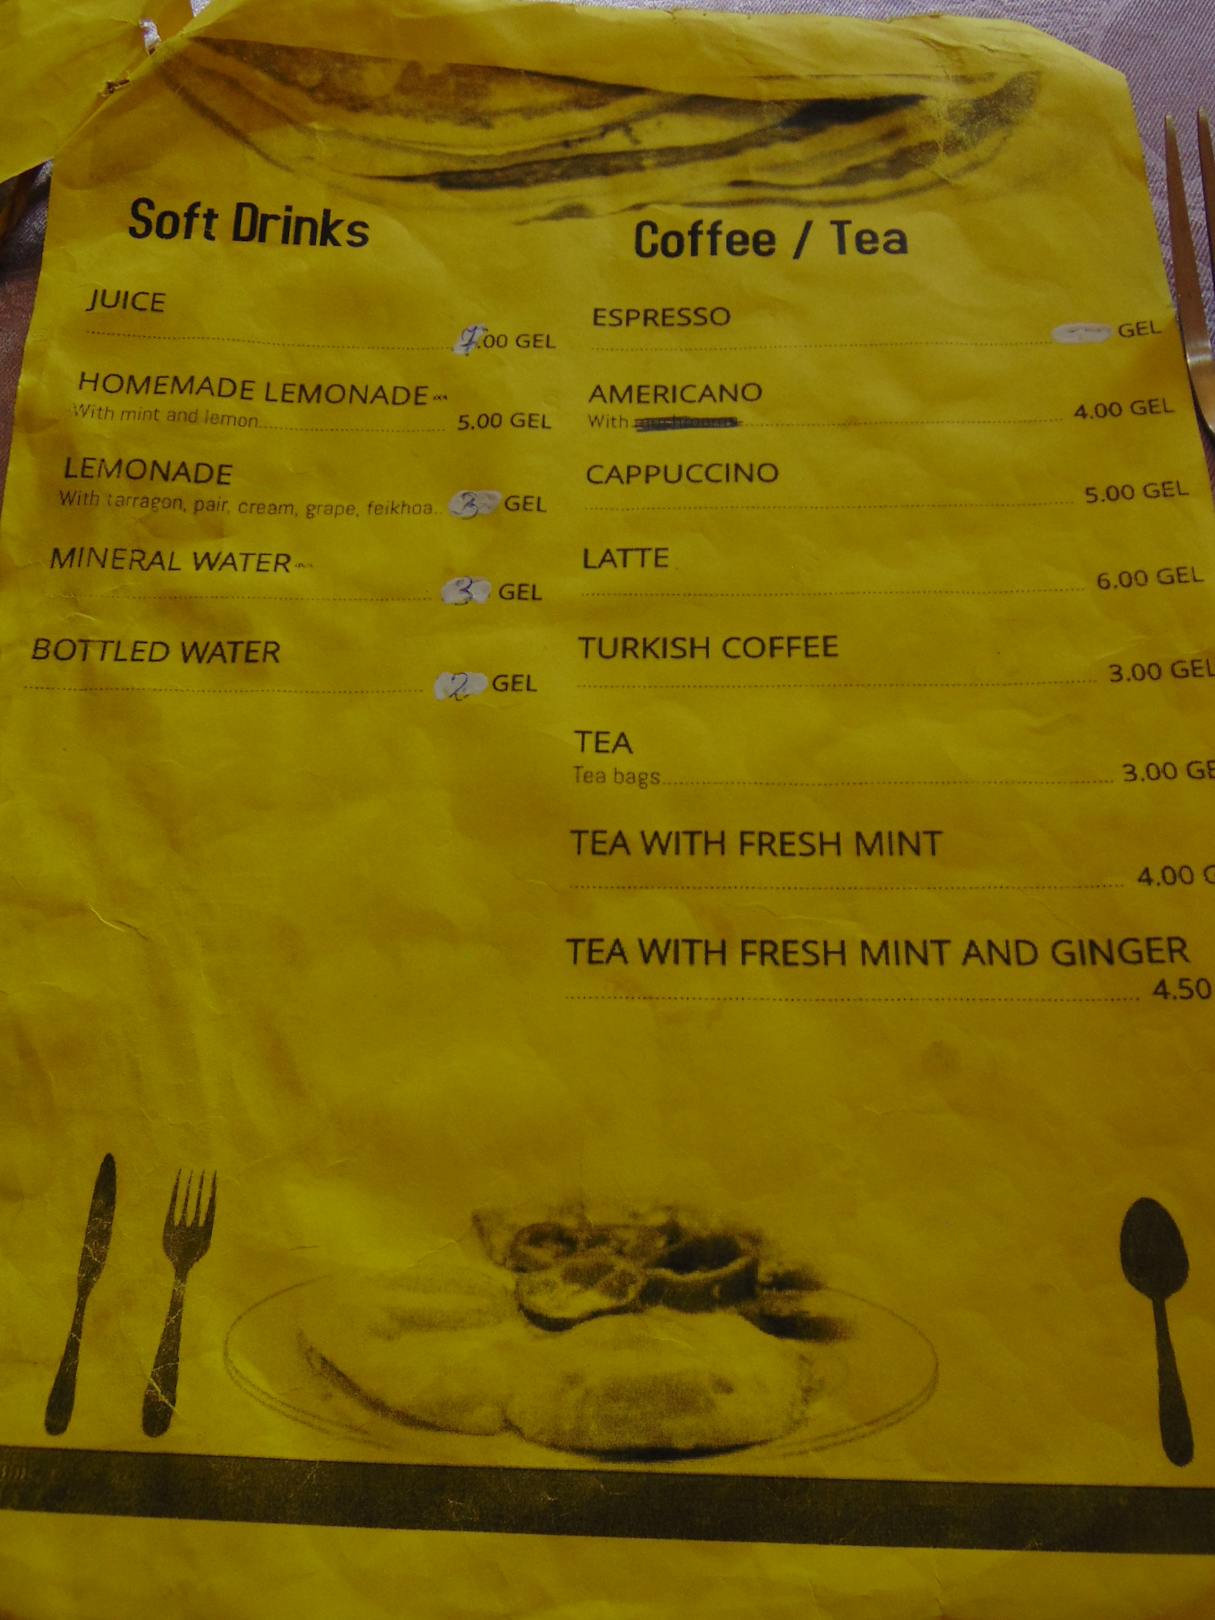 Soft Drinks
JUICE
7.00 GEL
HOMEMADE LEMONADE
With mint and lemon 5.00 GEL
LEMONADE
With tarragon, pair, cream, grape, feikhoa.. 3 GEL
MINERAL WATER
3 GEL
BOTTLED WATER
2 GEL
Coffee / Tea
ESPRESSO
GEL
AMERICANO
With 4.00 GEL
CAPPUCCINO
5.00 GEL
LATTE
6.00 GEL
TURKISH COFFEE
3.00 GEL
TEA
Tea bags 3.00 GE
TEA WITH FRESH MINT
4.00 G
TEA WITH FRESH MINT AND GINGER
4.50